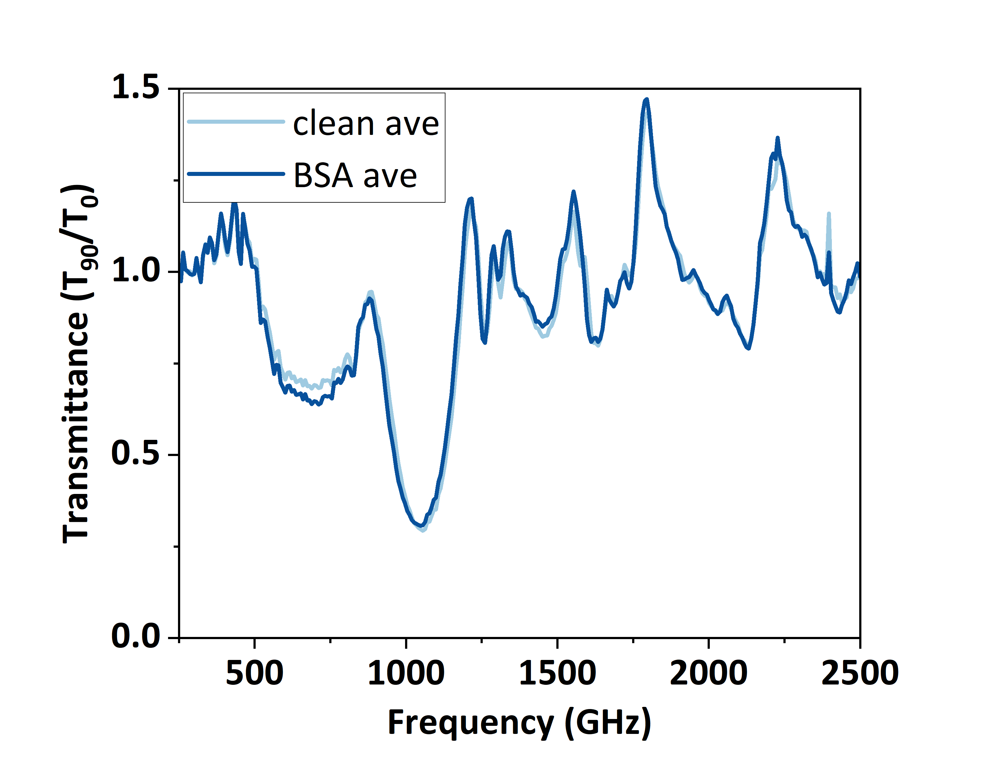 1.5
1.0
0.5
0.0
Transmittance (T90/T0)
clean ave
BSA ave
500 1000 1500 2000 2500
Frequency (GHz)